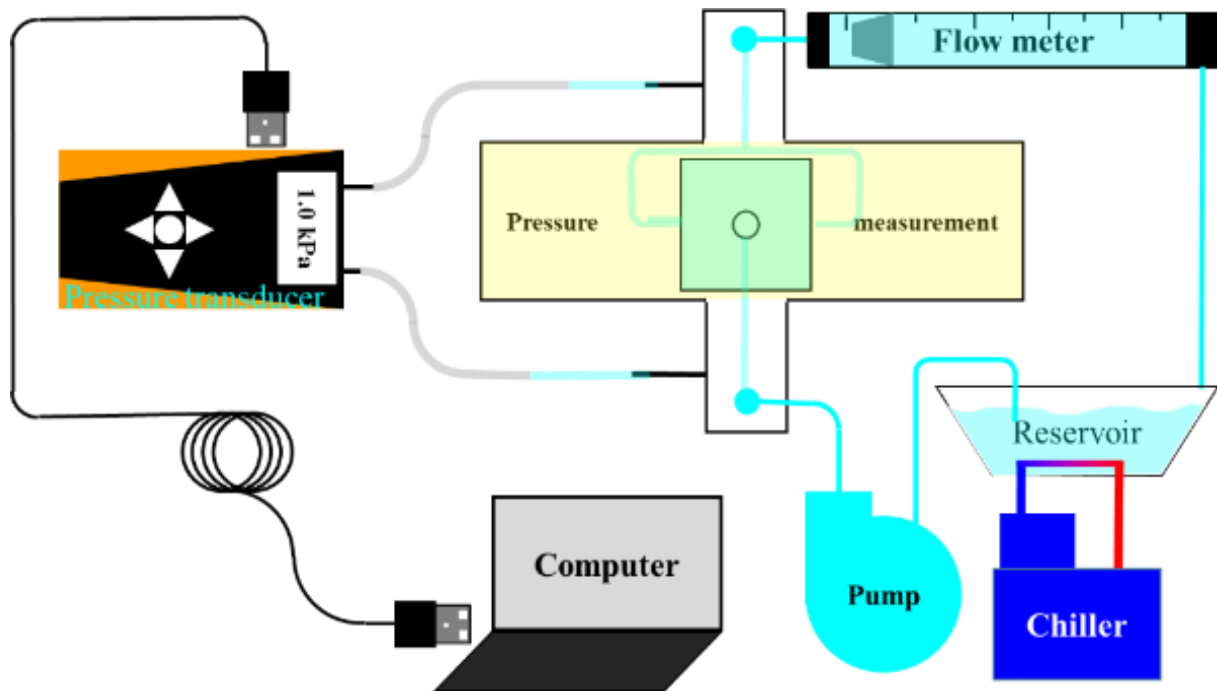 Flow meter
1.0 kPa
Pressure measurement
Pressure transducer
Reservoir
Computer
Pump
Chiller